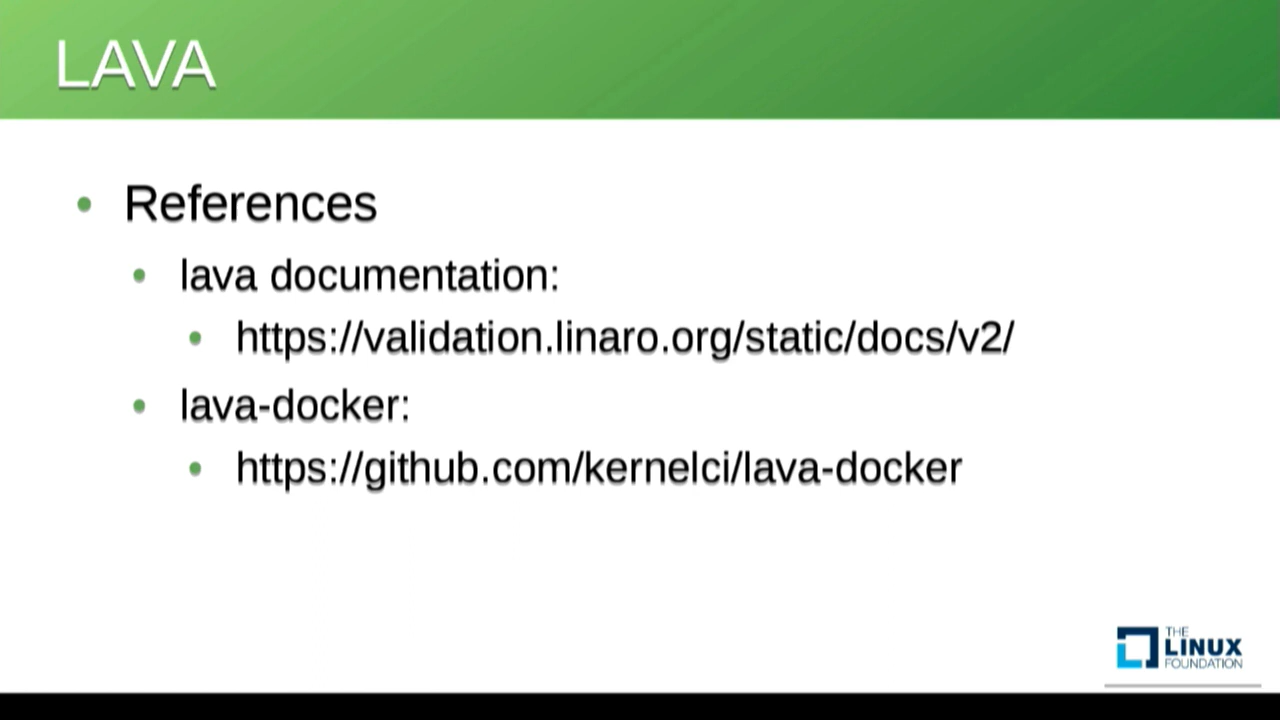 LAVA
References
lava documentation:
https://validation.linaro.org/static/docs/v2/
lava-docker:
https://github.com/kernelci/lava-docker
THE
LINUX
FOUNDATION